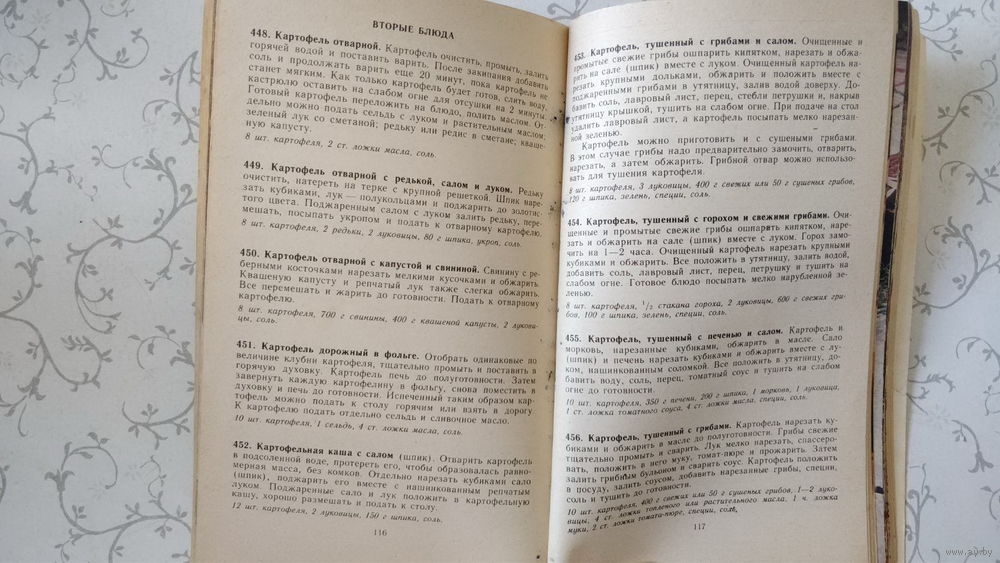 ВТОРЫЕ БЛЮДА
448. Картофель отварной. Картофель очистить, промыть, залить
горячей водой и поставить варить. После закипания добавить
соль и продолжать варить еще 20 минут, пока картофель не
станет мягким. Как только картофель будет готов, слить воду,
кастрюлю оставить на слабом огне для отсушки на 2 минуты.
Готовый картофель переложить на блюдо, полить маслом. От-
дельно можно подать сельдь с луком и растительным маслом;
зеленый лук со сметаной; редьку или редис в сметане; кваше-
ную капусту.
8 шт. картофеля, 2 ст. ложки масла, соль.
449. Картофель отварной с редькой, салом и луком. Редьку
очистить, натереть на терке с крупной решеткой. Шпик наре-
зать кубиками, лук — полукольцами и поджарить до золотис-
того цвета. Поджаренным салом с луком залить редьку, пере-
мешать, посыпать укропом и подать к отварному картофелю.
8 шт. картофеля, 2 редьки, 2 луковицы, 80 г шпика, укроп, соль.
450. Картофель отварной с капустой и свининой. Свинину с ре-
берными косточками нарезать мелкими кусочками и обжарить.
Квашеную капусту и репчатый лук также слегка обжарить.
Все перемешать и жарить до готовности. Подать к отварному
картофелю.
8 шт. картофеля, 700 г свинины, 400 г квашеной капусты, 2 лукови-
цы, соль.
451. Картофель дорожный в фольге. Отобрать одинаковые по
величине клубни картофеля, тщательно промыть и поставить в
горячую духовку. Картофель печь до полуготовности. Затем
завернуть каждую картофелину в фольгу, снова поместить в
духовку и печь до готовности. Испеченный таким образом кар-
тофель можно подать к столу горячим или взять в дорогу.
К картофелю подать отдельно сельдь и сливочное масло.
10 шт. картофеля, 1 сельдь, 4 ст. ложки масла, соль.
452. Картофельная каша с салом (шпик). Отварить картофель
в подсоленной воде, протереть его, чтобы образовалась равно-
мерная масса, без комков. Отдельно нарезать кубиками сало
(шпик), поджарить его вместе с нашинкованным репчатым
луком. Поджаренные сало и лук положить в картофельную
кашу, хорошо размешать и подать к столу.
12 шт. картофеля, 2 луковицы, 150 г шпика, соль.
116
453. Картофель, тушенный с грибами и салом. Очищенные и
промытые свежие грибы ошпарить кипятком, нарезать и обжа-
рить на сале (шпик) вместе с луком. Очищенный картофель на-
резать крупными дольками, обжарить и положить вместе с
поджаренными грибами в утятницу, залив водой доверху. До-
бавить соль, лавровый лист, перец, стебли петрушки и, накрыв
утятницу крышкой, тушить на слабом огне. При подаче на стол
удалить лавровый лист, а картофель посыпать мелко нарезан-
ной зеленью.
Картофель можно приготовить и с сушеными грибами.
В этом случае грибы надо предварительно замочить, отварить,
нарезать, а затем обжарить. Грибной отвар можно использо-
вать для тушения картофеля.
8 шт. картофеля, 3 луковицы, 400 г свежих или 50 г сушеных грибов,
120 г шпика, зелень, специи, соль.
454. Картофель, тушенный с горохом и свежими грибами. Очи-
щенные и промытые свежие грибы ошпарить кипятком, наре-
зать и обжарить на сале (шпик) вместе с луком. Горох замо-
чить на 1—2 часа. Очищенный картофель нарезать крупными
кубиками и обжарить. Все положить в утятницу, залить водой,
добавить соль, лавровый лист, перец, петрушку и тушить на
слабом огне. Готовое блюдо посыпать мелко нарубленной зе-
ленью.
8 шт. картофеля, 1/2 стакана гороха, 2 луковицы, 600 г свежих гри-
бов, 100 г шпика, зелень, специи, соль.
455. Картофель, тушенный с печенью и салом. Картофель и
морковь, нарезанные кубиками, обжарить в масле. Сало
(шпик) и печень нарезать кубиками и обжарить вместе с лу-
ком, нашинкованным соломкой. Все положить в утятницу, до-
бавить воду, соль, перец, томатный соус и тушить на слабом
огне до готовности.
10 шт. картофеля, 350 г печени, 200 г шпика, 1 морковь, 1 луковица,
1 ст. ложка томатного соуса, 4 ст. ложки масла, специи, соль.
456. Картофель, тушенный с грибами. Картофель нарезать ку-
биками и обжарить в масле до полуготовности. Грибы свежие
тщательно промыть и сварить. Лук мелко нарезать, спассеро-
вать, положить в него муку, томат-пюре и прожарить. Затем
залить грибным бульоном и сварить соус. Картофель положить
в посуду, залить соусом, добавить нарезанные грибы, специи,
соль и тушить до готовности.
10 шт. картофеля, 400 г свежих или 50 г сушеных грибов, 1—2 луко-
вицы, 4 ст. ложки топленого или растительного масла, 1 ч. ложка
муки, 2 ст. ложки томата-пюре, специи, соль.
117
www.ay.by